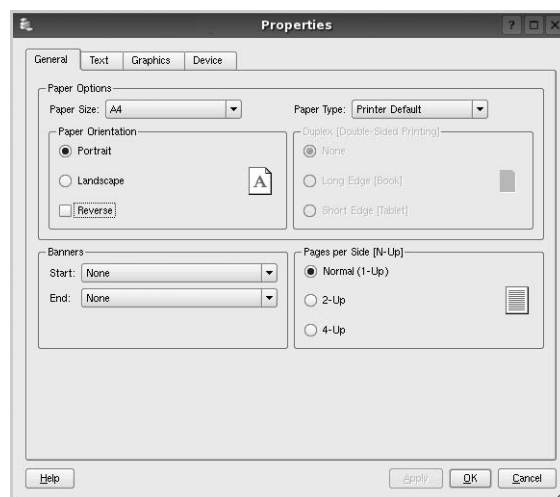 Properties
General Text Graphics Device
Paper Options
Paper Size: A4 Paper Type: Printer Default
Paper Orientation
Portrait
Landscape
A
Reverse
Duplex [Double-Sided Printing]
None
Long Edge [Book]
Short Edge [Tablet]
Banners
Start: None
End: None
Pages per Side [N-Up]
Normal (1-Up)
2-Up
4-Up
Help Apply OK Cancel